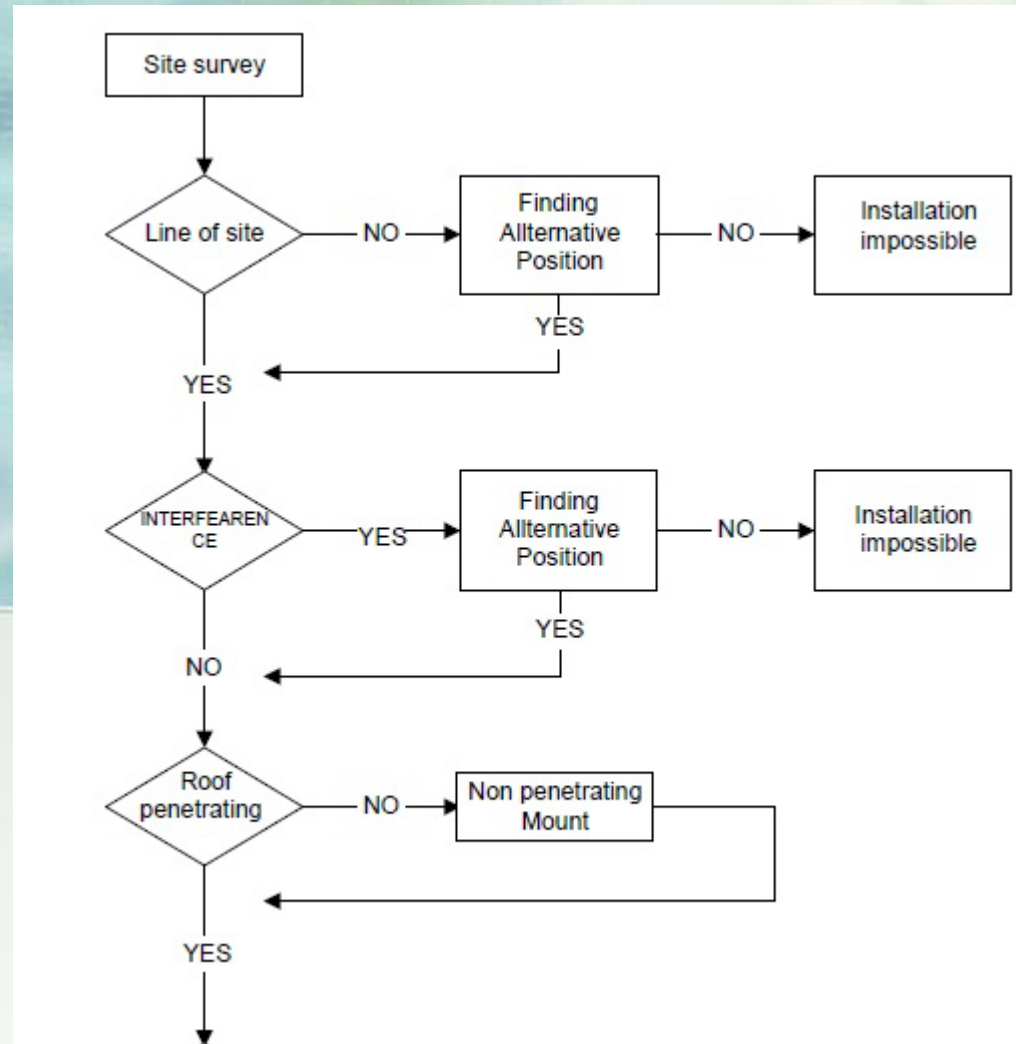 Site survey
Line of site
NO
Finding
Allternative
Position
NO
Installation
impossible
YES
YES
INTERFEAREN
CE
YES
Finding
Allternative
Position
NO
Installation
impossible
YES
NO
Roof
penetrating
NO
Non penetrating
Mount
YES